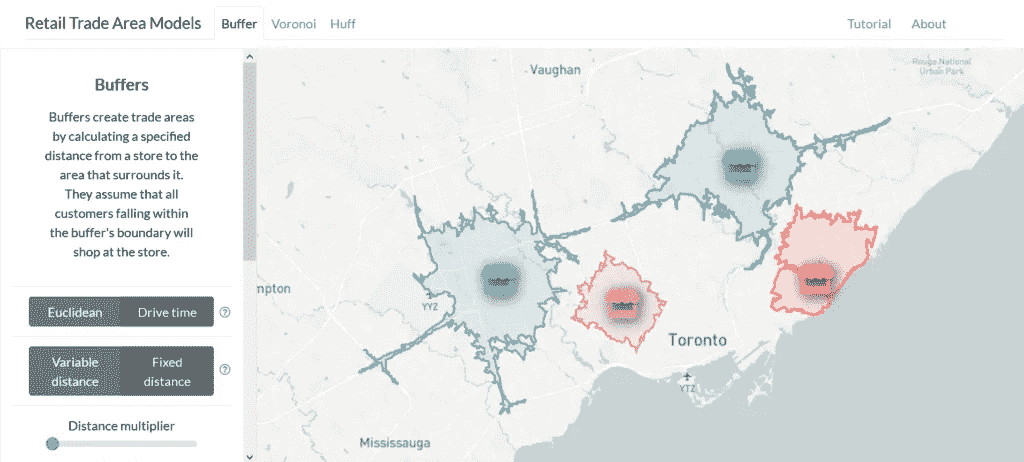 Retail Trade Area Models
Buffer
Voronoi
Huff
Tutorial
About
Buffers
Buffers create trade areas
by calculating a specified
distance from a store to the
area that surrounds it.
They assume that all
customers falling within
the buffer's boundary will
shop at the store.
Euclidean
Drive time
?
Variable
distance
Fixed
distance
?
Distance multiplier
Vaughan
Rouge National
Urban Park
mpton
YYZ
Toronto
YTZ
Mississauga